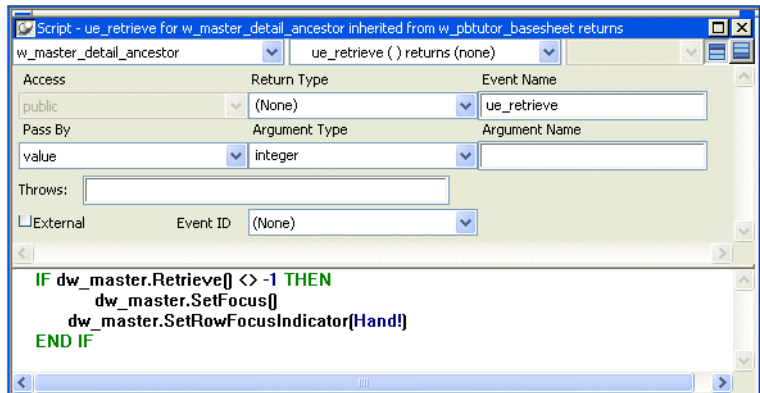 Script - ue_retrieve for w_master_detail_ancestor inherited from w_pbtutor_basesheet returns
w_master_detail_ancestor ue_retrieve ( ) returns (none)
Access Return Type Event Name
public (None) ue_retrieve
Pass By Argument Type Argument Name
value integer
Throws:
External Event ID (None)
IF dw_master.Retrieve() <> -1 THEN
dw_master.SetFocus()
dw_master.SetRowFocusIndicator(Hand!)
END IF